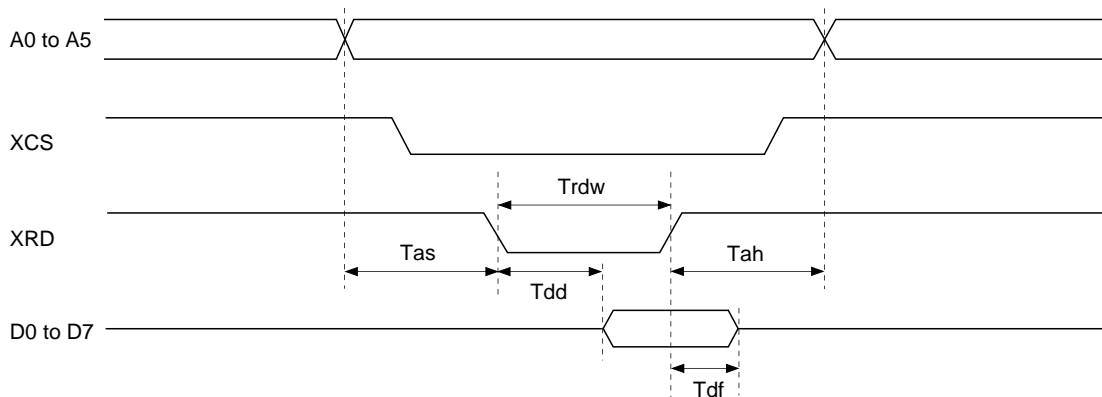 A0 to A5
XCS
Trdw
XRD
Tas
Tah
Tdd
D0 to D7
Tdf